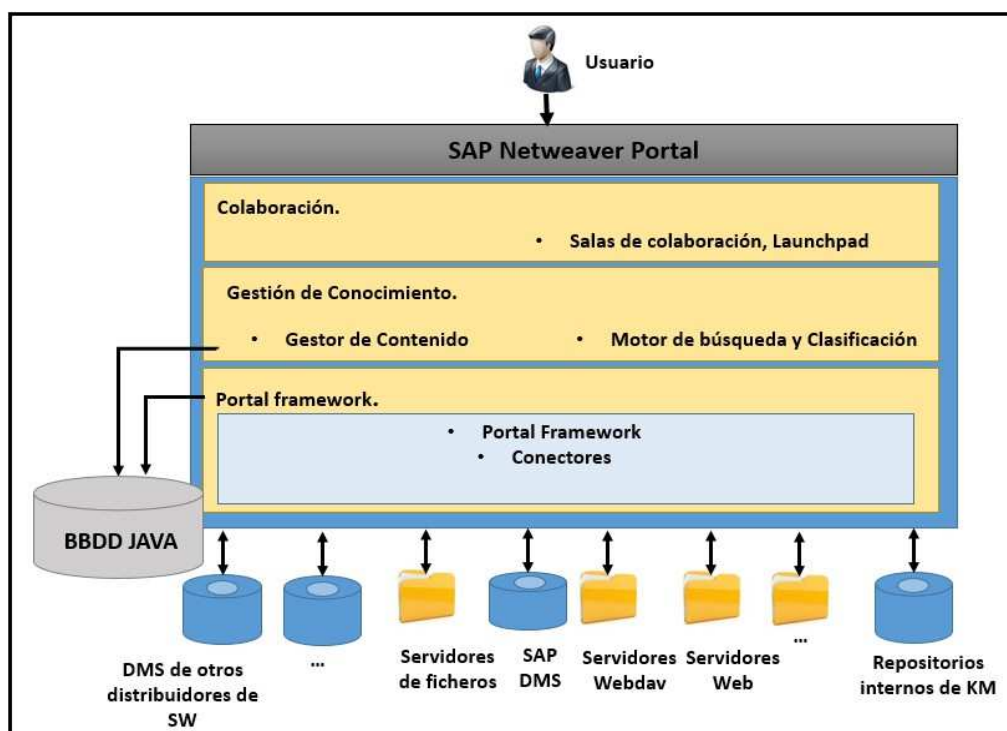 Usuario
SAP Netweaver Portal
Colaboración.
• Salas de colaboración, Launchpad
Gestión de Conocimiento.
• Gestor de Contenido
• Motor de búsqueda y Clasificación
Portal framework.
• Portal Framework
• Conectores
BBDD JAVA
DMS de otros
distribuidores de
SW
...
Servidores
de ficheros
SAP
DMS
Servidores
Webdav
Servidores
Web
...
Repositorios
internos de KM